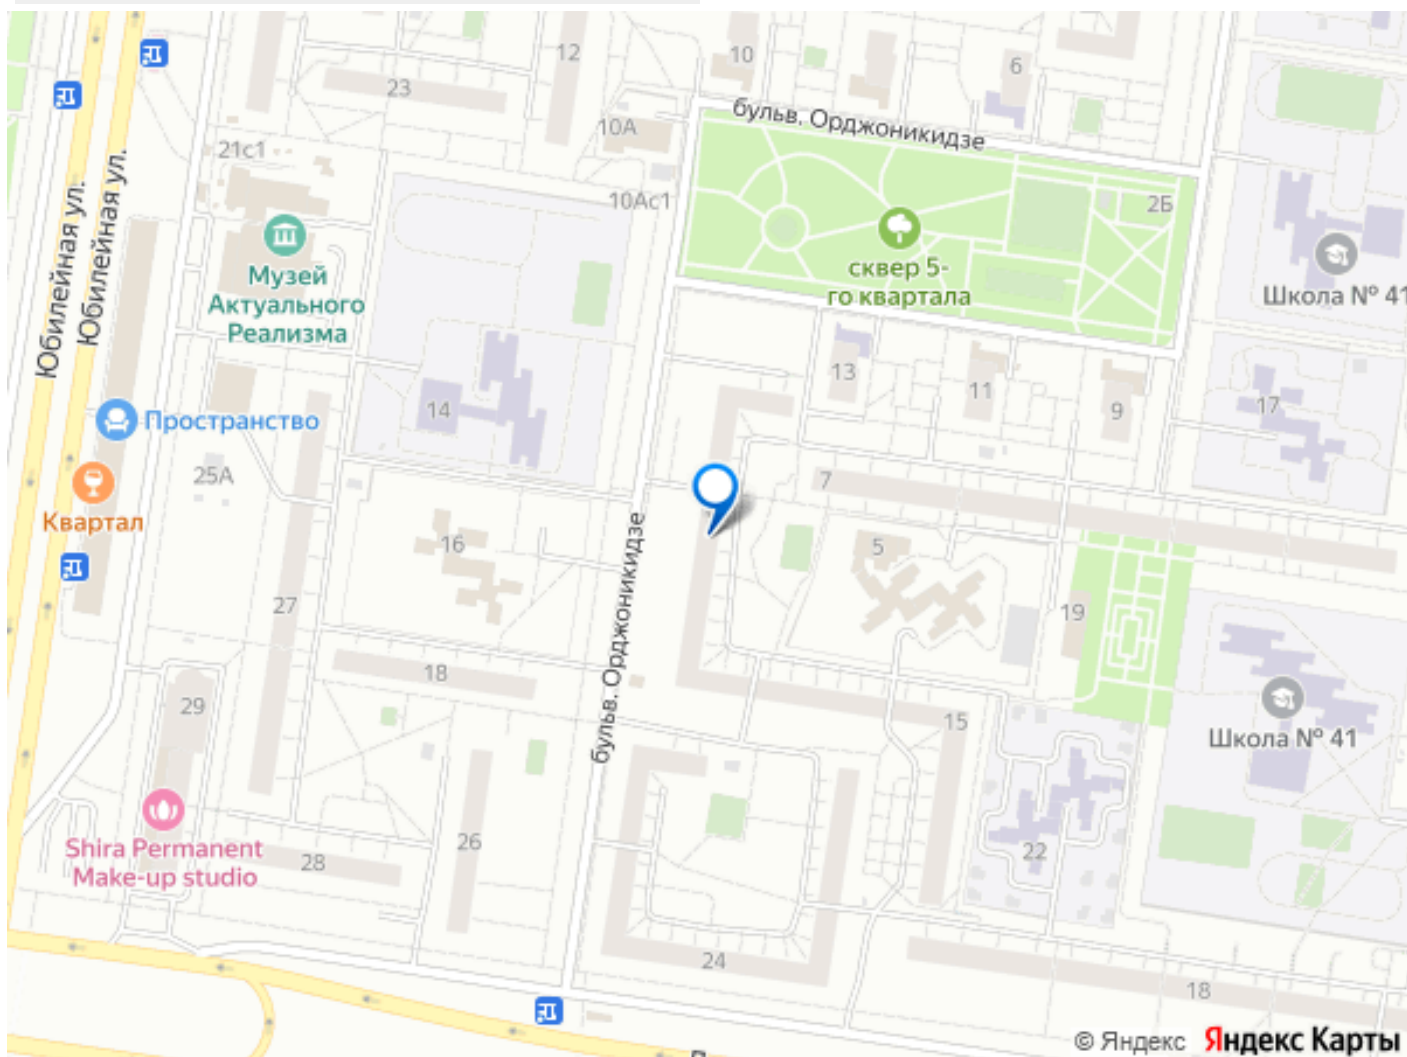 12
10
6
23
бульв. Орджоникидзе
10А
21с1
10Ас1
2Б
Юбилейная ул.
Юбилейная ул.
Музей
Актуального
Реализма
сквер 5-
го квартала
Школа № 41
13
11
9
17
14
Пространство
25А
7
Квартал
16
5
бульв. Орджоникидзе
27
19
18
29
15
Школа № 41
Shira Permanent
Make-up studio
28
26
22
24
18
© Яндекс Яндекс Карты